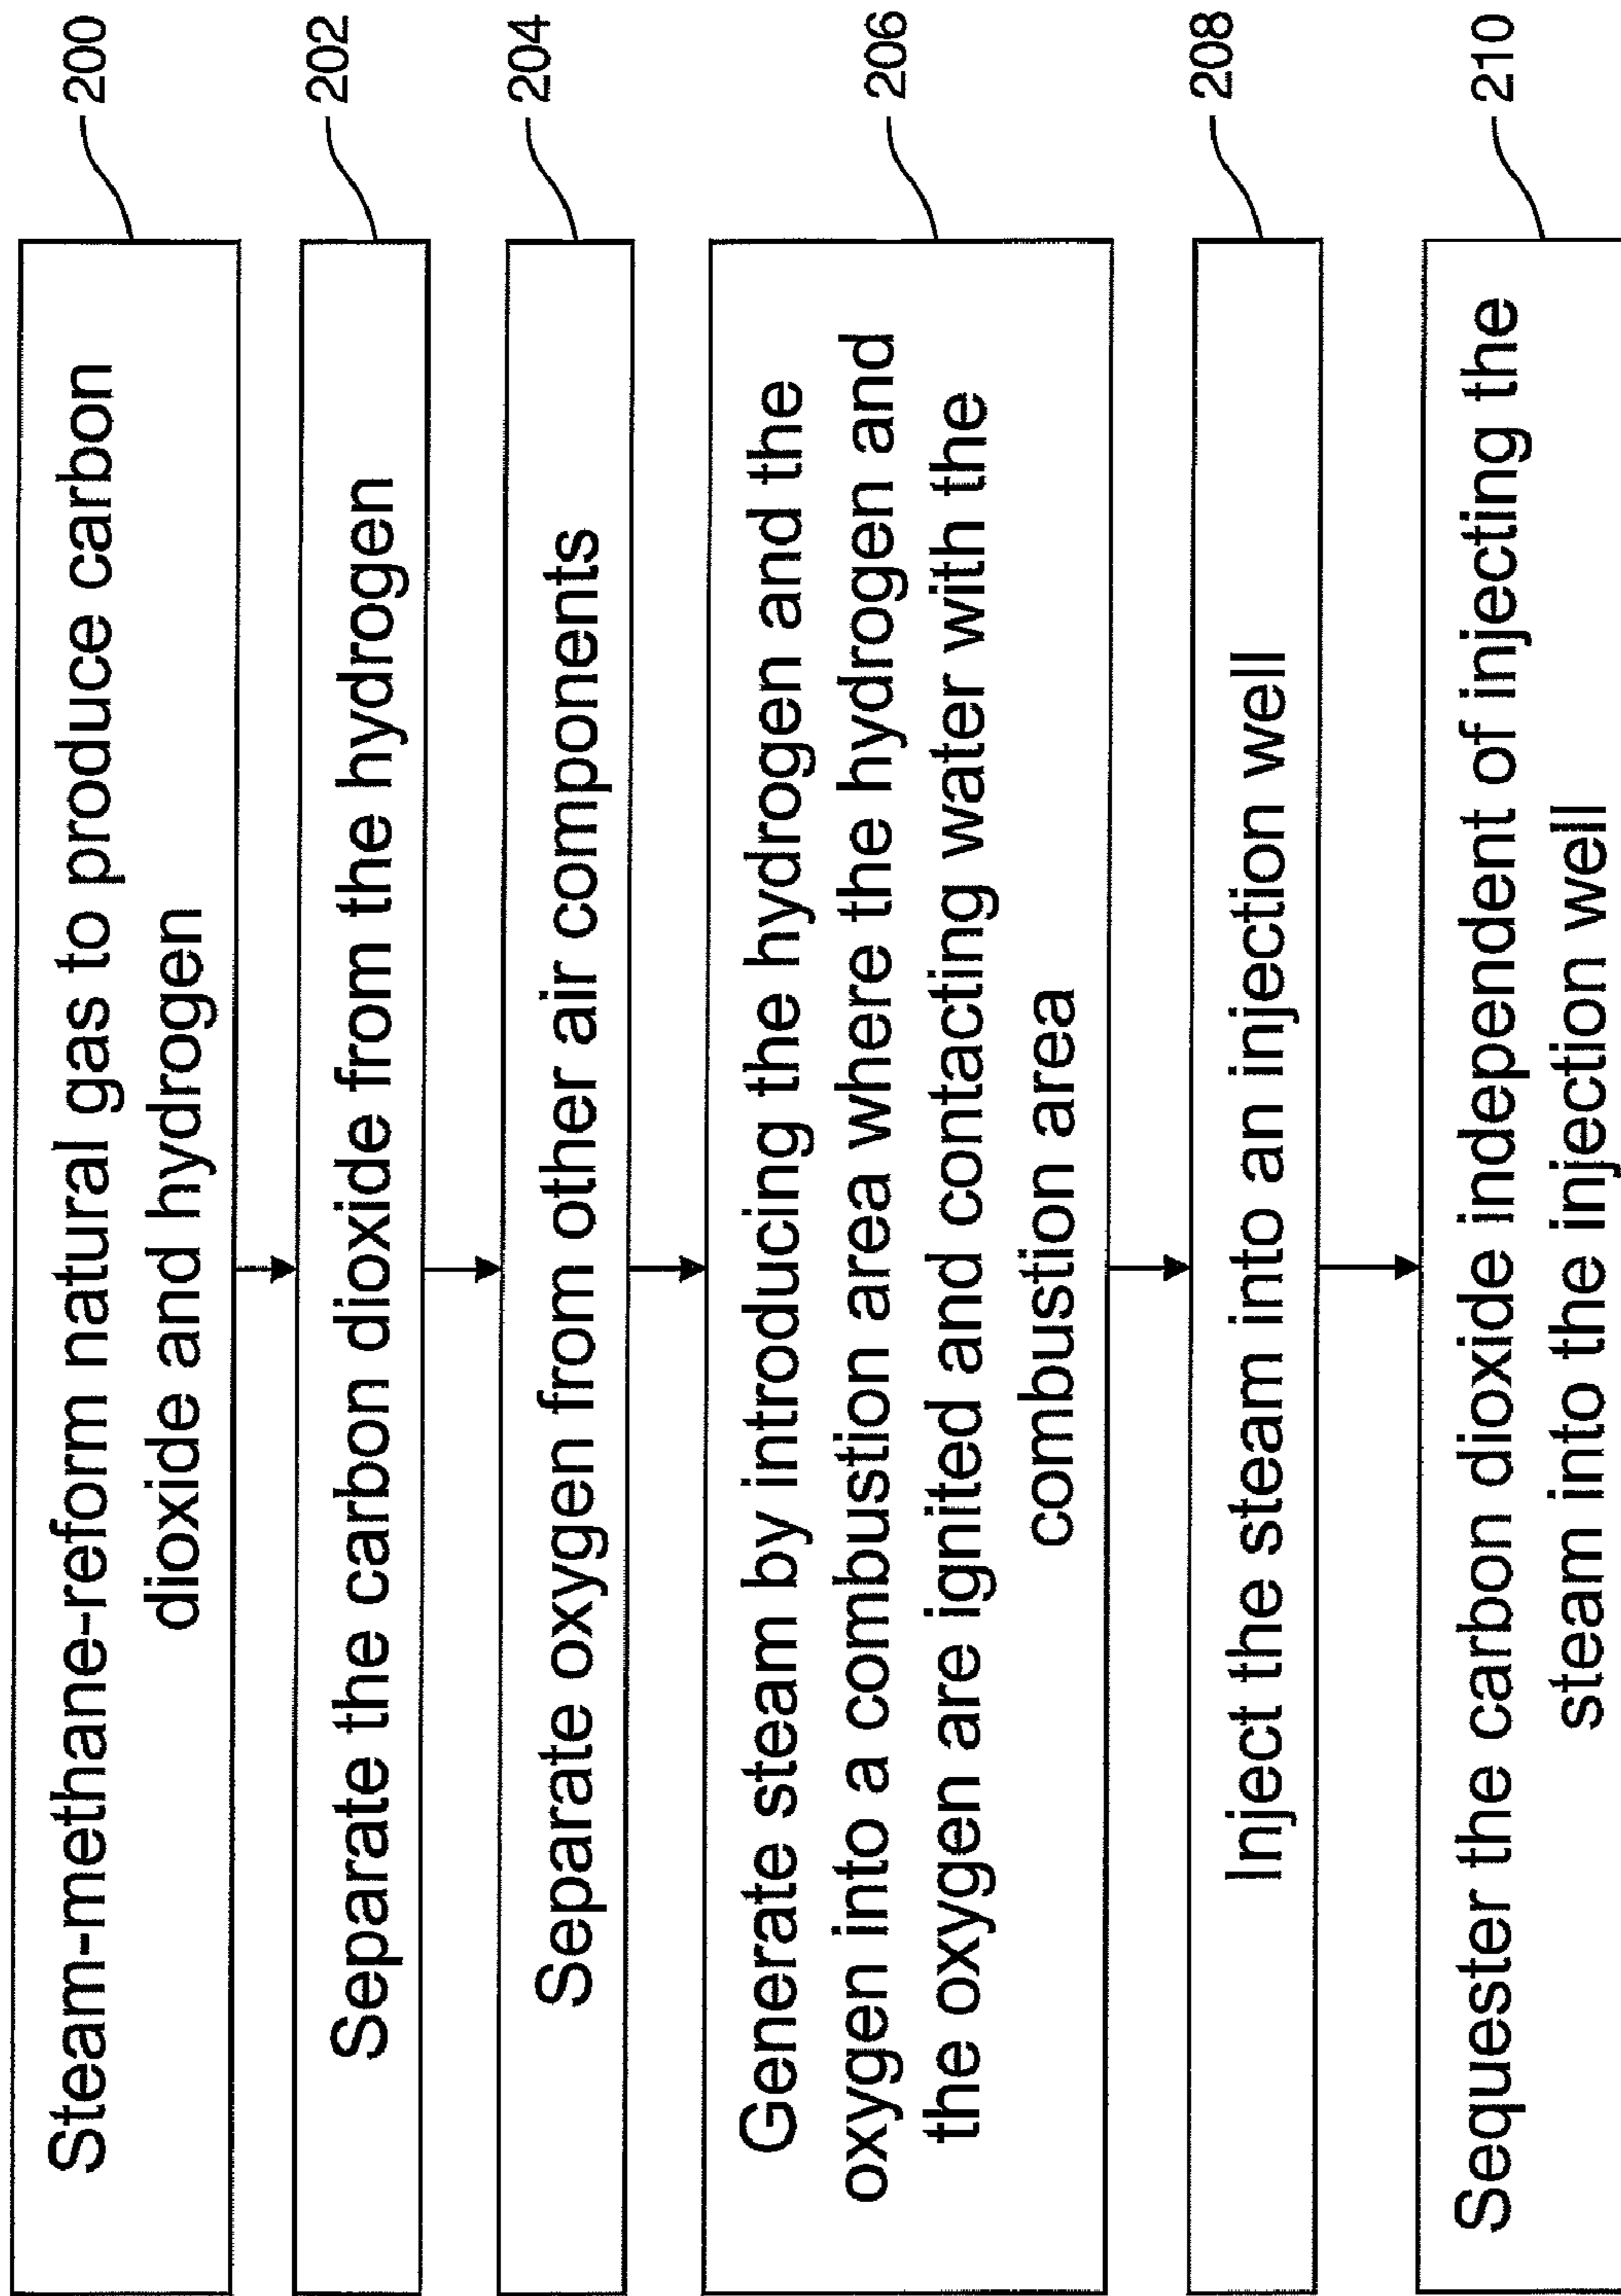 Steam-methane-reform natural gas to produce carbon
dioxide and hydrogen
200
Separate the carbon dioxide from the hydrogen
202
Separate oxygen from other air components
204
Generate steam by introducing the hydrogen and the
oxygen into a combustion area where the hydrogen and
the oxygen are ignited and contacting water with the
combustion area
206
Inject the steam into an injection well
208
Sequester the carbon dioxide independent of injecting the
steam into the injection well
210